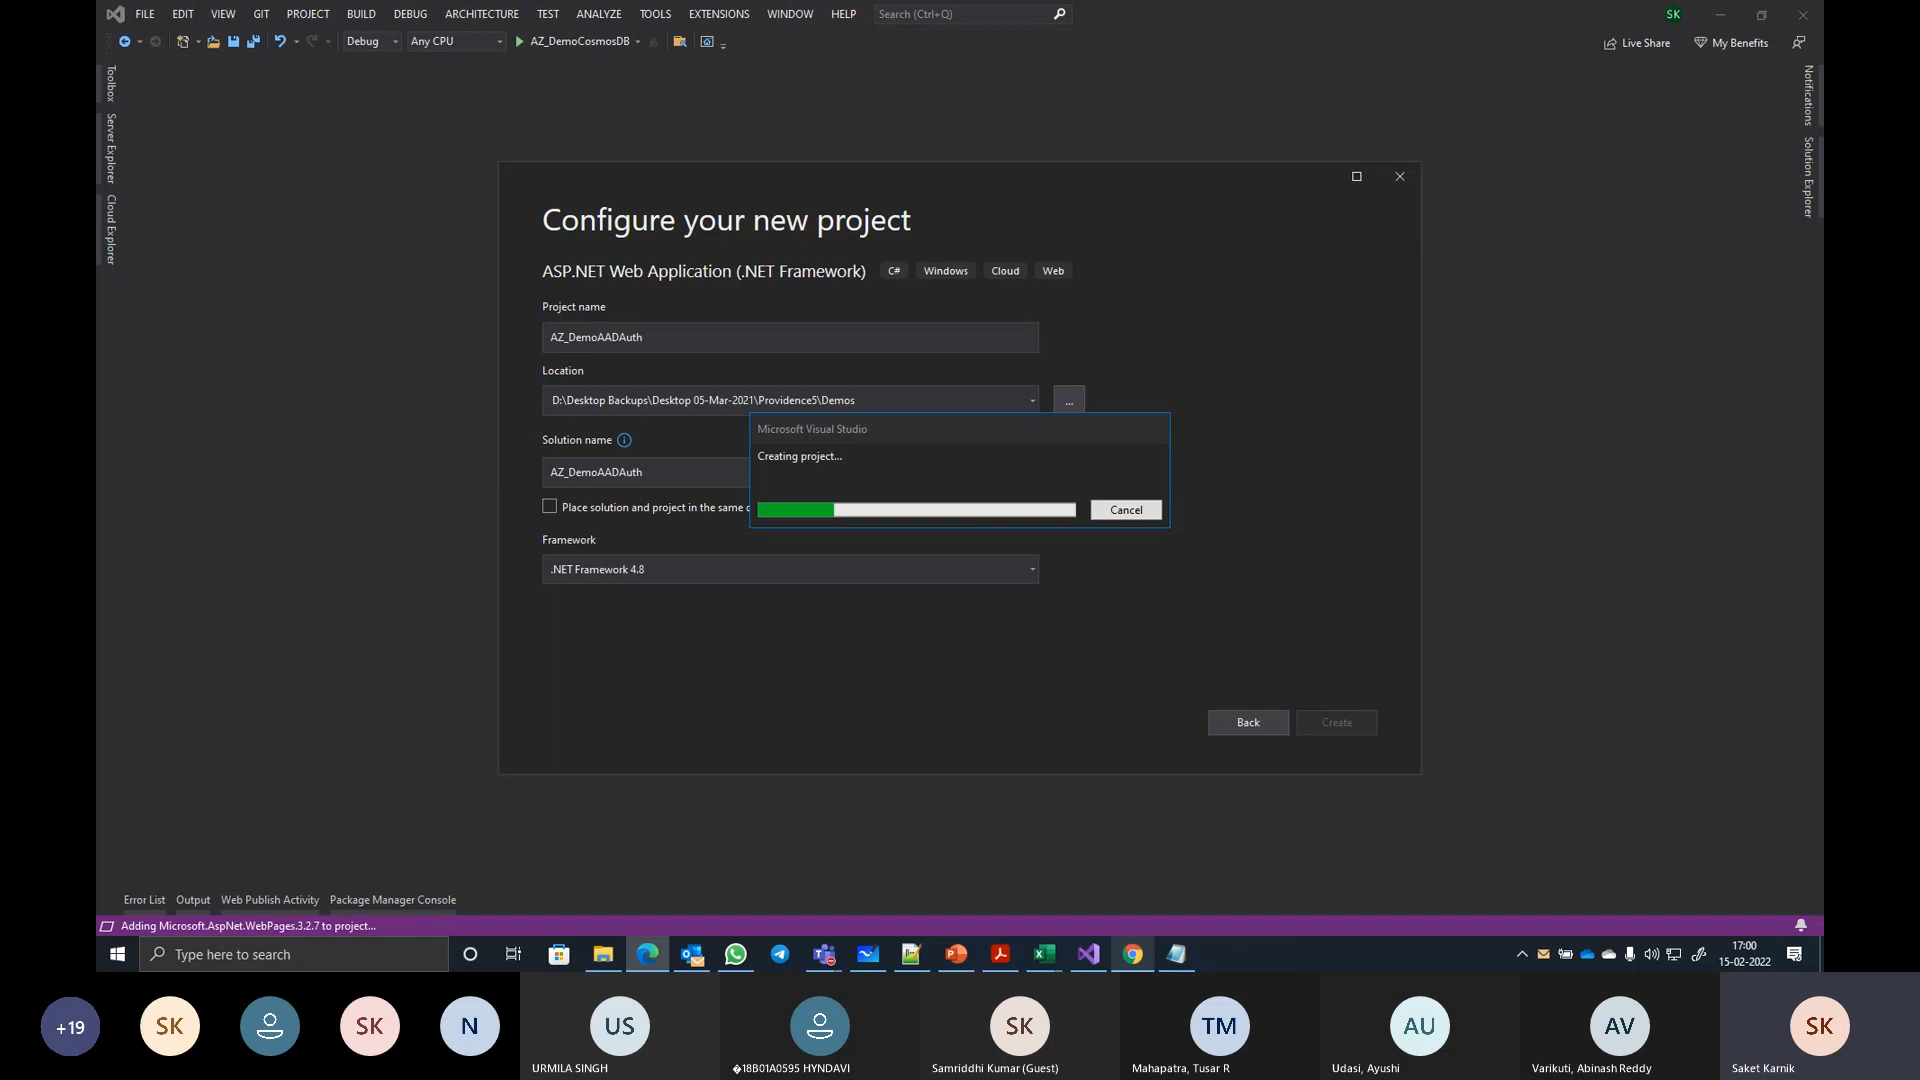 FILE EDIT VIEW GIT PROJECT BUILD DEBUG ARCHITECTURE TEST ANALYZE TOOLS EXTENSIONS WINDOW HELP Search (Ctrl+Q) SK
Debug Any CPU AZ_DemoCosmosDB Live Share My Benefits
Toolbox
Server Explorer
Cloud Explorer
Notifications
Solution Explorer
Configure your new project
ASP.NET Web Application (.NET Framework) C# Windows Cloud Web
Project name
AZ_DemoAADAuth
Location
D:\Desktop Backups\Desktop 05-Mar-2021\Providence5\Demos ...
Solution name
AZ_DemoAADAuth
Place solution and project in the same
Microsoft Visual Studio
Creating project...
Cancel
Framework
.NET Framework 4.8
Back Create
Error List Output Web Publish Activity Package Manager Console
Adding Microsoft.AspNet.WebPages.3.2.7 to project...
Type here to search
17:00
15-02-2022
+19 SK SK N US SK TM AU AV SK
URMILA SINGH �18B01A0595 HYNDAVI Samriddhi Kumar (Guest) Mahapatra, Tusar R Udasi, Ayushi Varikuti, Abinash Reddy Saket Karnik